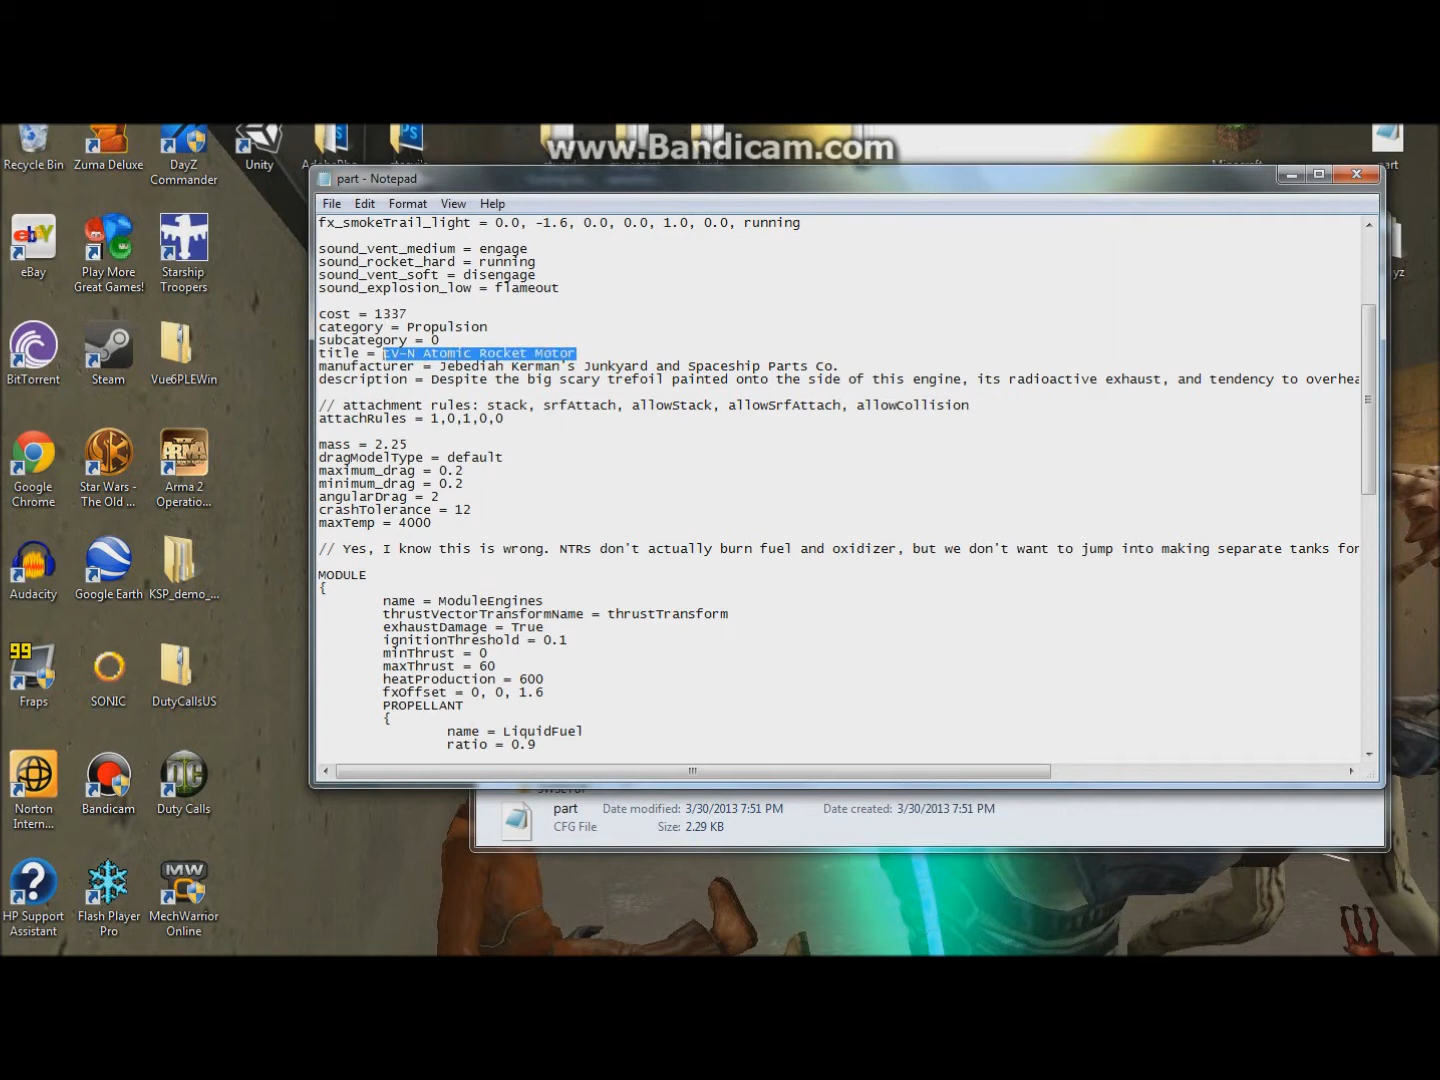 www.Bandicam.com
Recycle Bin
Zuma Deluxe
DayZ
Commander
Unity
part
part - Notepad
File Edit Format View Help
fx_smokeTrail_light = 0.0, -1.6, 0.0, 0.0, 1.0, 0.0, running
sound_vent_medium = engage
sound_rocket_hard = running
sound_vent_soft = disengage
sound_explosion_low = flameout
cost = 1337
category = Propulsion
subcategory = 0
title = LV-N Atomic Rocket Motor
manufacturer = Jebediah Kerman's Junkyard and Spaceship Parts Co.
description = Despite the big scary trefoil painted onto the side of this engine, its radioactive exhaust, and tendency to overhea
// attachment rules: stack, srfAttach, allowStack, allowSrfAttach, allowCollision
attachRules = 1,0,1,0,0
mass = 2.25
dragModelType = default
maximum_drag = 0.2
minimum_drag = 0.2
angularDrag = 2
crashTolerance = 12
maxTemp = 4000
// Yes, I know this is wrong. NTRs don't actually burn fuel and oxidizer, but we don't want to jump into making separate tanks for
MODULE
{
name = ModuleEngines
thrustVectorTransformName = thrustTransform
exhaustDamage = True
ignitionThreshold = 0.1
minThrust = 0
maxThrust = 60
heatProduction = 600
fxOffset = 0, 0, 1.6
PROPELLANT
{
name = LiquidFuel
ratio = 0.9
part Date modified: 3/30/2013 7:51 PM Date created: 3/30/2013 7:51 PM
CFG File Size: 2.29 KB
eBay
Play More
Great Games!
Starship
Troopers
BitTorrent
Steam
Vue6PLEWin
Google
Chrome
Star Wars -
The Old ...
ARMA
Arma 2
Operatio...
Audacity
Google Earth
KSP_demo_...
99
Fraps
SONIC
DutyCallsUS
Norton
Intern...
Bandicam
DC
Duty Calls
HP Support
Assistant
Flash Player
Pro
MW
MechWarrior
Online